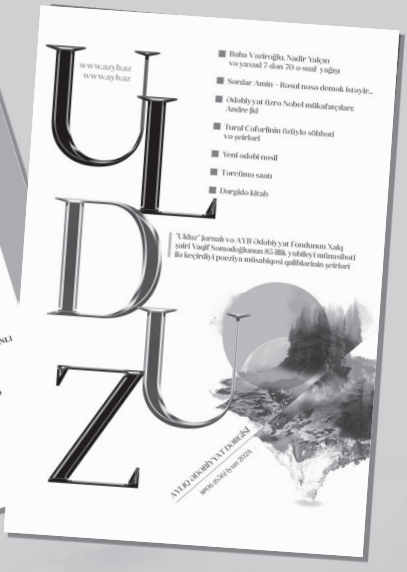 www.azyb.az
www.ayb.az
ULDUZ
Baba Vəziroğlu, Nadir Yalçın
və yaxud 7-dən 70-ə sual yağışı
Sərdar Amin – Rəsul nəsə demək istəyir...
Ədəbiyyat üzrə Nobel mükafatçıları:
Andre Jid
Tural Cəfərlinin özüylə söhbəti
və şeirləri
Yeni ədəbi nəsil
Tərcümə saatı
Dərgidə kitab
"Ulduz" jurnalı və AYB Ədəbiyyat Fondunun Xalq
şairi Vaqif Səmədoğlunun 85 illik yubileyi münasibəti
ilə keçirdiyi poeziya müsabiqəsi qaliblərinin şeirləri
AYLIQ ƏDƏBİYYAT DƏRGİSİ
İyun 2024